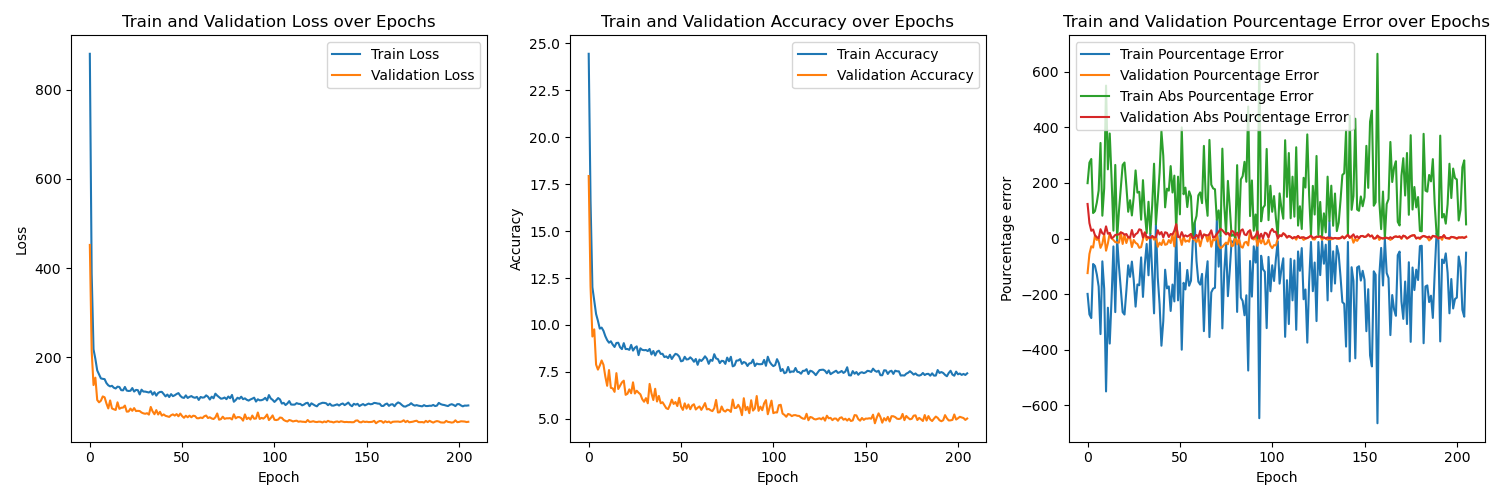 Train and Validation Loss over Epochs
Train Loss
Validation Loss
800
600
400
200
Loss
0
50
100
150
200
Epoch
Train and Validation Accuracy over Epochs
Train Accuracy
Validation Accuracy
25.0
22.5
20.0
17.5
15.0
12.5
10.0
7.5
5.0
Accuracy
0
50
100
150
200
Epoch
Train and Validation Pourcentage Error over Epochs
Train Pourcentage Error
Validation Pourcentage Error
Train Abs Pourcentage Error
Validation Abs Pourcentage Error
600
400
200
0
−200
−400
−600
Pourcentage error
0
50
100
150
200
Epoch